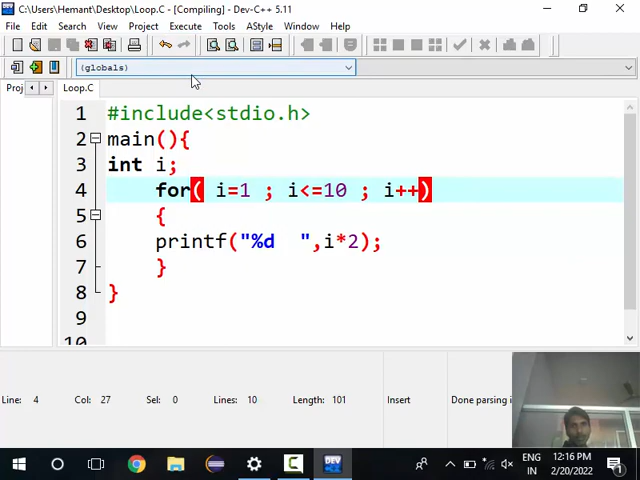 C:\Users\Hemant\Desktop\Loop.C - [Compiling] - Dev-C++ 5.11
File Edit Search View Project Execute Tools AStyle Window Help
(globals)
Proj Loop.C
1 #include<stdio.h>
2 main(){
3 int i;
4 for( i=1 ; i<=10 ; i++)
5 {
6 printf("%d  ",i*2);
7 }
8 }
9
10
Line: 4 Col: 27 Sel: 0 Lines: 10 Length: 101 Insert Done parsing i
DEV
ENG 12:16 PM
IN 2/20/2022
1